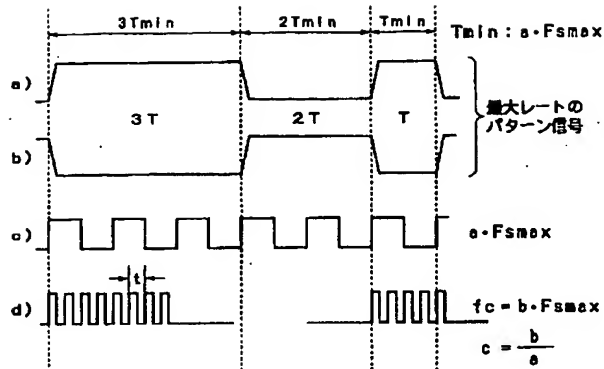 3Tmin 2Tmin Tmin
Tmin : a・Fsmax
a)
3T 2T T
最大レートの
パターン信号
b)
c)
a・Fsmax
t
d)
fc = b・Fsmax
c = b/a